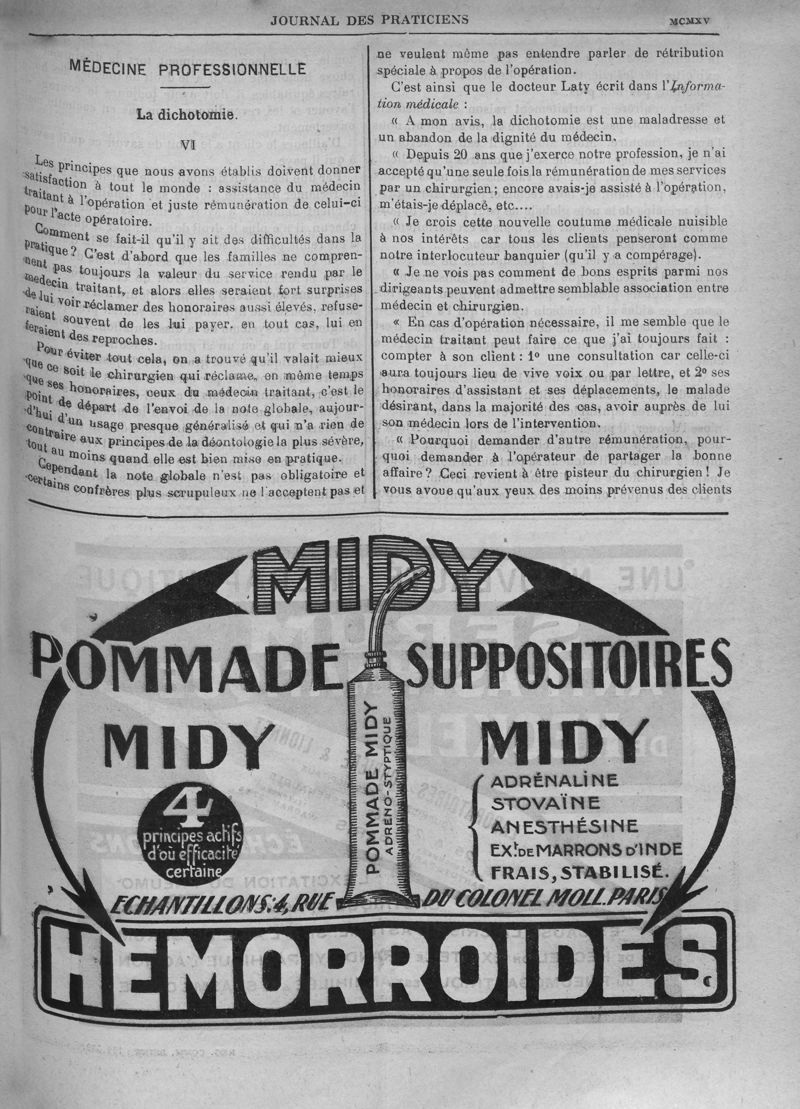 JOURNAL DES PRATICIENS
MCMXV
MÉDECINE PROFESSIONNELLE
La dichotomie.
VI
Les principes que nous avons établis doivent donner
satisfaction à tout le monde : assistance du médecin
traitant à l'opération et juste rémunération de celui-ci
pour l'acte opératoire.
Comment se fait-il qu'il y ait des difficultés dans la
pratique ? C'est d'abord que les familles ne compren-
nent pas toujours la valeur du service rendu par le
medecin traitant, et alors elles seraient fort surprises
de lui voir réclamer des honoraires aussi élevés, refuse-
raient souvent de les lui payer, en tout cas, lui en
feraient des reproches.
Pour éviter tout cela, on a trouvé qu'il valait mieux
que ce soit le chirurgien qui réclame, en même temps
que ses honoraires, ceux du médecin traitant, c'est le
point de départ de l'envoi de la note globale, aujour-
d'hui d'un usage presque généralisé et qui n'a rien de
contraire aux principes de la déontologie la plus sévère,
tout au moins quand elle est bien mise en pratique.
Cependant la note globale n'est pas obligatoire et
certains confrères plus scrupuleux ne l'acceptent pas et
ne veulent même pas entendre parler de rétribution
spéciale à propos de l'opération.
C'est ainsi que le docteur Laty écrit dans l'Informa-
tion médicale :
« A mon avis, la dichotomie est une maladresse et
un abandon de la dignité du médecin.
« Depuis 20 ans que j'exerce notre profession, je n'ai
accepté qu'une seule fois la rémunération de mes services
par un chirurgien ; encore avais-je assisté à l'opération,
m'étais-je déplacé, etc....
« Je crois cette nouvelle coutume médicale nuisible
à nos intérêts car tous les clients penseront comme
notre interlocuteur banquier (qu'il y a compérage).
« Je ne vois pas comment de bons esprits parmi nos
dirigeants peuvent admettre semblable association entre
médecin et chirurgien.
« En cas d'opération nécessaire, il me semble que le
médecin traitant peut faire ce que j'ai toujours fait :
compter à son client : 1º une consultation car celle-ci
aura toujours lieu de vive voix ou par lettre, et 2º ses
honoraires d'assistant et ses déplacements, le malade
désirant, dans la majorité des cas, avoir auprès de lui
son médecin lors de l'intervention.
« Pourquoi demander d'autre rémunération, pour-
quoi demander à l'opérateur de partager la bonne
affaire ? Ceci revient à être pisteur du chirurgien ! Je
vous avoue qu'aux yeux des moins prévenus des clients
MIDY
POMMADE
MIDY
4
principes actifs
d'où efficacité
certaine
POMMADE MIDY
ADRÉNO-STYPTIQUE
SUPPOSITOIRES
MIDY
ADRÉNALINE
STOVAÏNE
ANESTHÉSINE
EXt. DE MARRONS D'INDE
FRAIS, STABILISÉ.
ECHANTILLONS: 4, RUE DU COLONEL MOLL. PARIS
HEMORROIDES